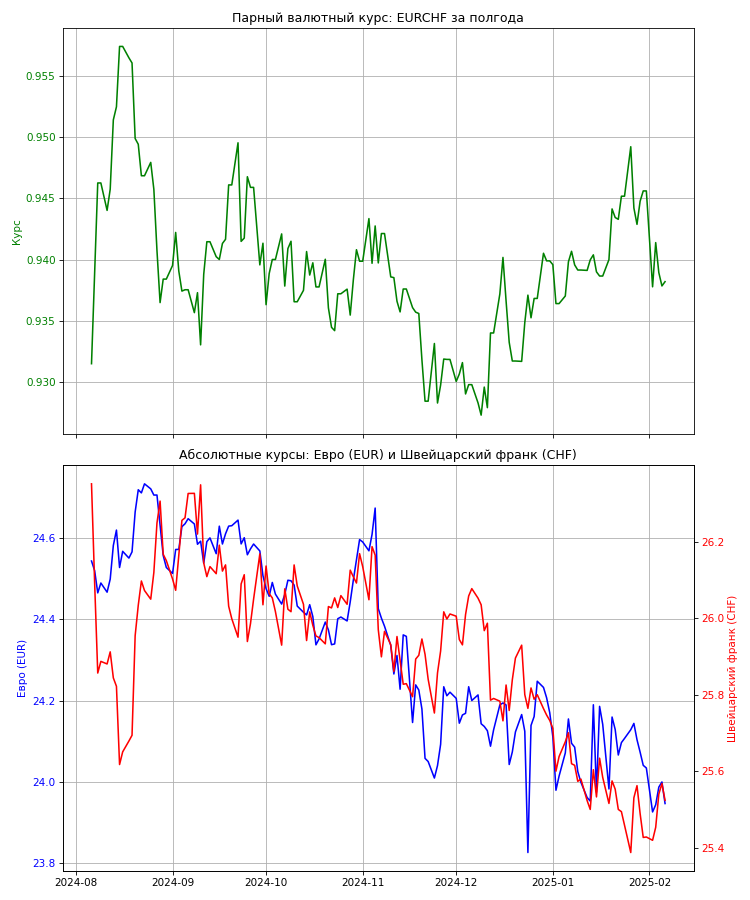 Парный валютный курс: EURCHF за полгода
Курс
0.955
0.950
0.945
0.940
0.935
0.930
Абсолютные курсы: Евро (EUR) и Швейцарский франк (CHF)
Евро (EUR)
24.6
24.4
24.2
24.0
23.8
26.2
26.0
25.8
25.6
25.4
Швейцарский франк (CHF)
2024-08 2024-09 2024-10 2024-11 2024-12 2025-01 2025-02